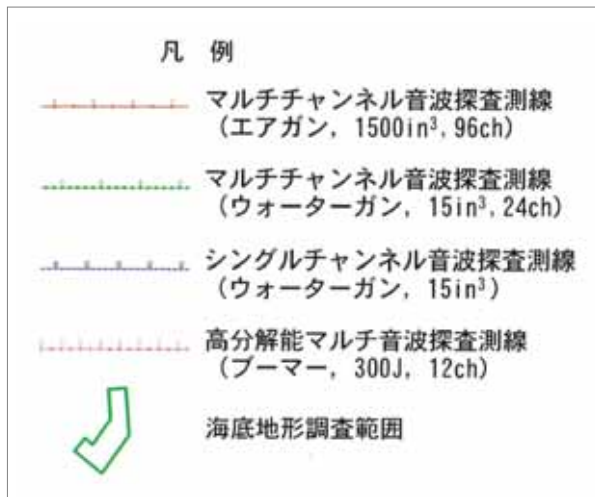 凡 例
マルチチャンネル音波探査測線
(エアガン, 1500in³, 96ch)
マルチチャンネル音波探査測線
(ウォーターガン, 15in³, 24ch)
シングルチャンネル音波探査測線
(ウォーターガン, 15in³)
高分解能マルチ音波探査測線
(ブーマー, 300J, 12ch)
海底地形調査範囲